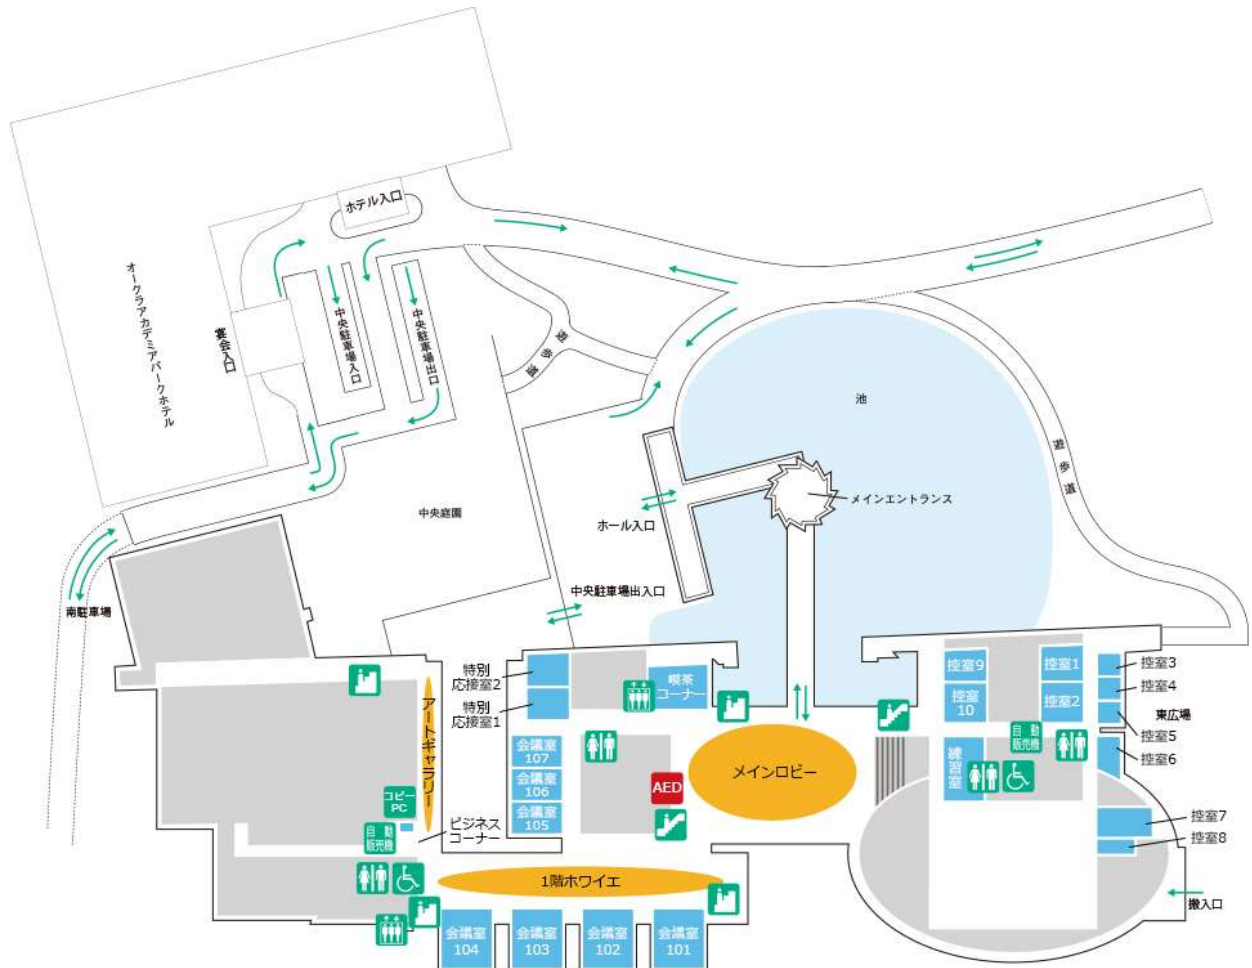 ホテル入口
オークラアカデミアパークホテル
宴会入口
中央駐車場入口
中央駐車場出口
遊歩道
池
遊歩道
メインエントランス
中央庭園
ホール入口
中央駐車場出入口
南駐車場
特別
応接室2
特別
応接室1
喫茶
コーナー
控室9
控室
10
控室1
控室2
控室3
控室4
東広場
控室5
控室6
自動
販売機
練習室
会議室
107
会議室
106
会議室
105
AED
メインロビー
アートギャラリー
コピー
PC
自動
販売機
ビジネス
コーナー
控室7
控室8
搬入口
1階ホワイエ
会議室
104
会議室
103
会議室
102
会議室
101